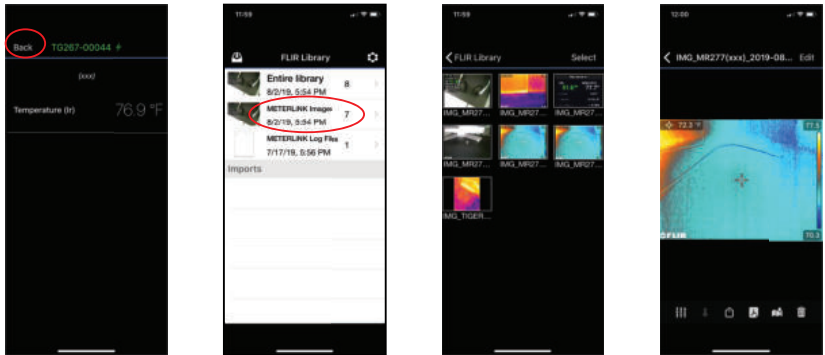 Back TG267-00044
(xxx)
Temperature (Ir) 76.9 °F
11:59
FLIR Library
Entire library 8
8/2/19, 5:54 PM
METERLINK Images 7
8/2/19, 5:54 PM
METERLINK Log Files 1
7/17/19, 5:56 PM
Imports
11:59
FLIR Library Select
IMG_MR27... IMG_MR27... IMG_MR27...
IMG_MR27... IMG_MR27... IMG_MR27...
IMG_TIGER...
12:00
IMG_MR277(xxx)_2019-08... Edit
72.3 °F 77.5
FLIR 70.3